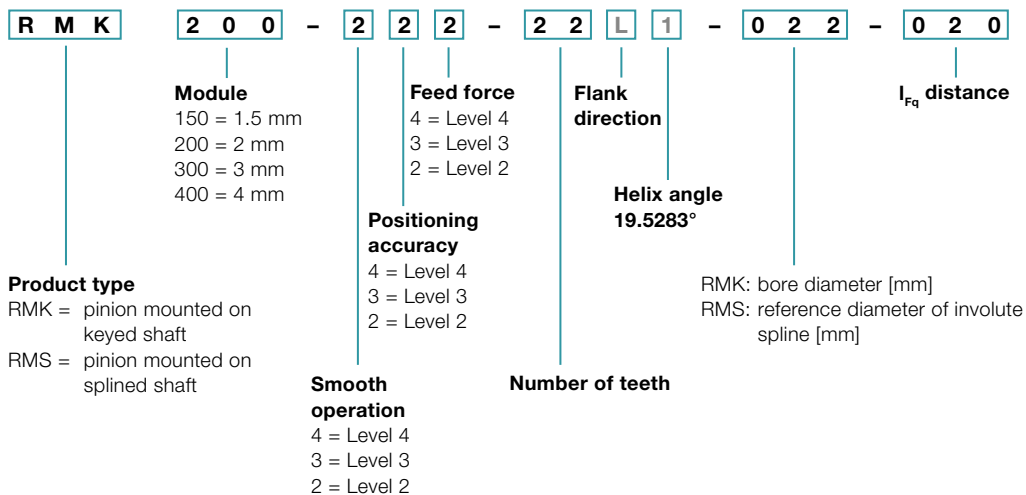 R M K 2 0 0 – 2 2 2 – 2 2 L 1 – 0 2 2 – 0 2 0
Module
150 = 1.5 mm
200 = 2 mm
300 = 3 mm
400 = 4 mm
Feed force
4 = Level 4
3 = Level 3
2 = Level 2
Flank
direction
l_Fq distance
Helix angle
19.5283°
Positioning
accuracy
4 = Level 4
3 = Level 3
2 = Level 2
Product type
RMK = pinion mounted on
keyed shaft
RMS = pinion mounted on
splined shaft
RMK: bore diameter [mm]
RMS: reference diameter of involute
spline [mm]
Smooth
operation
4 = Level 4
3 = Level 3
2 = Level 2
Number of teeth